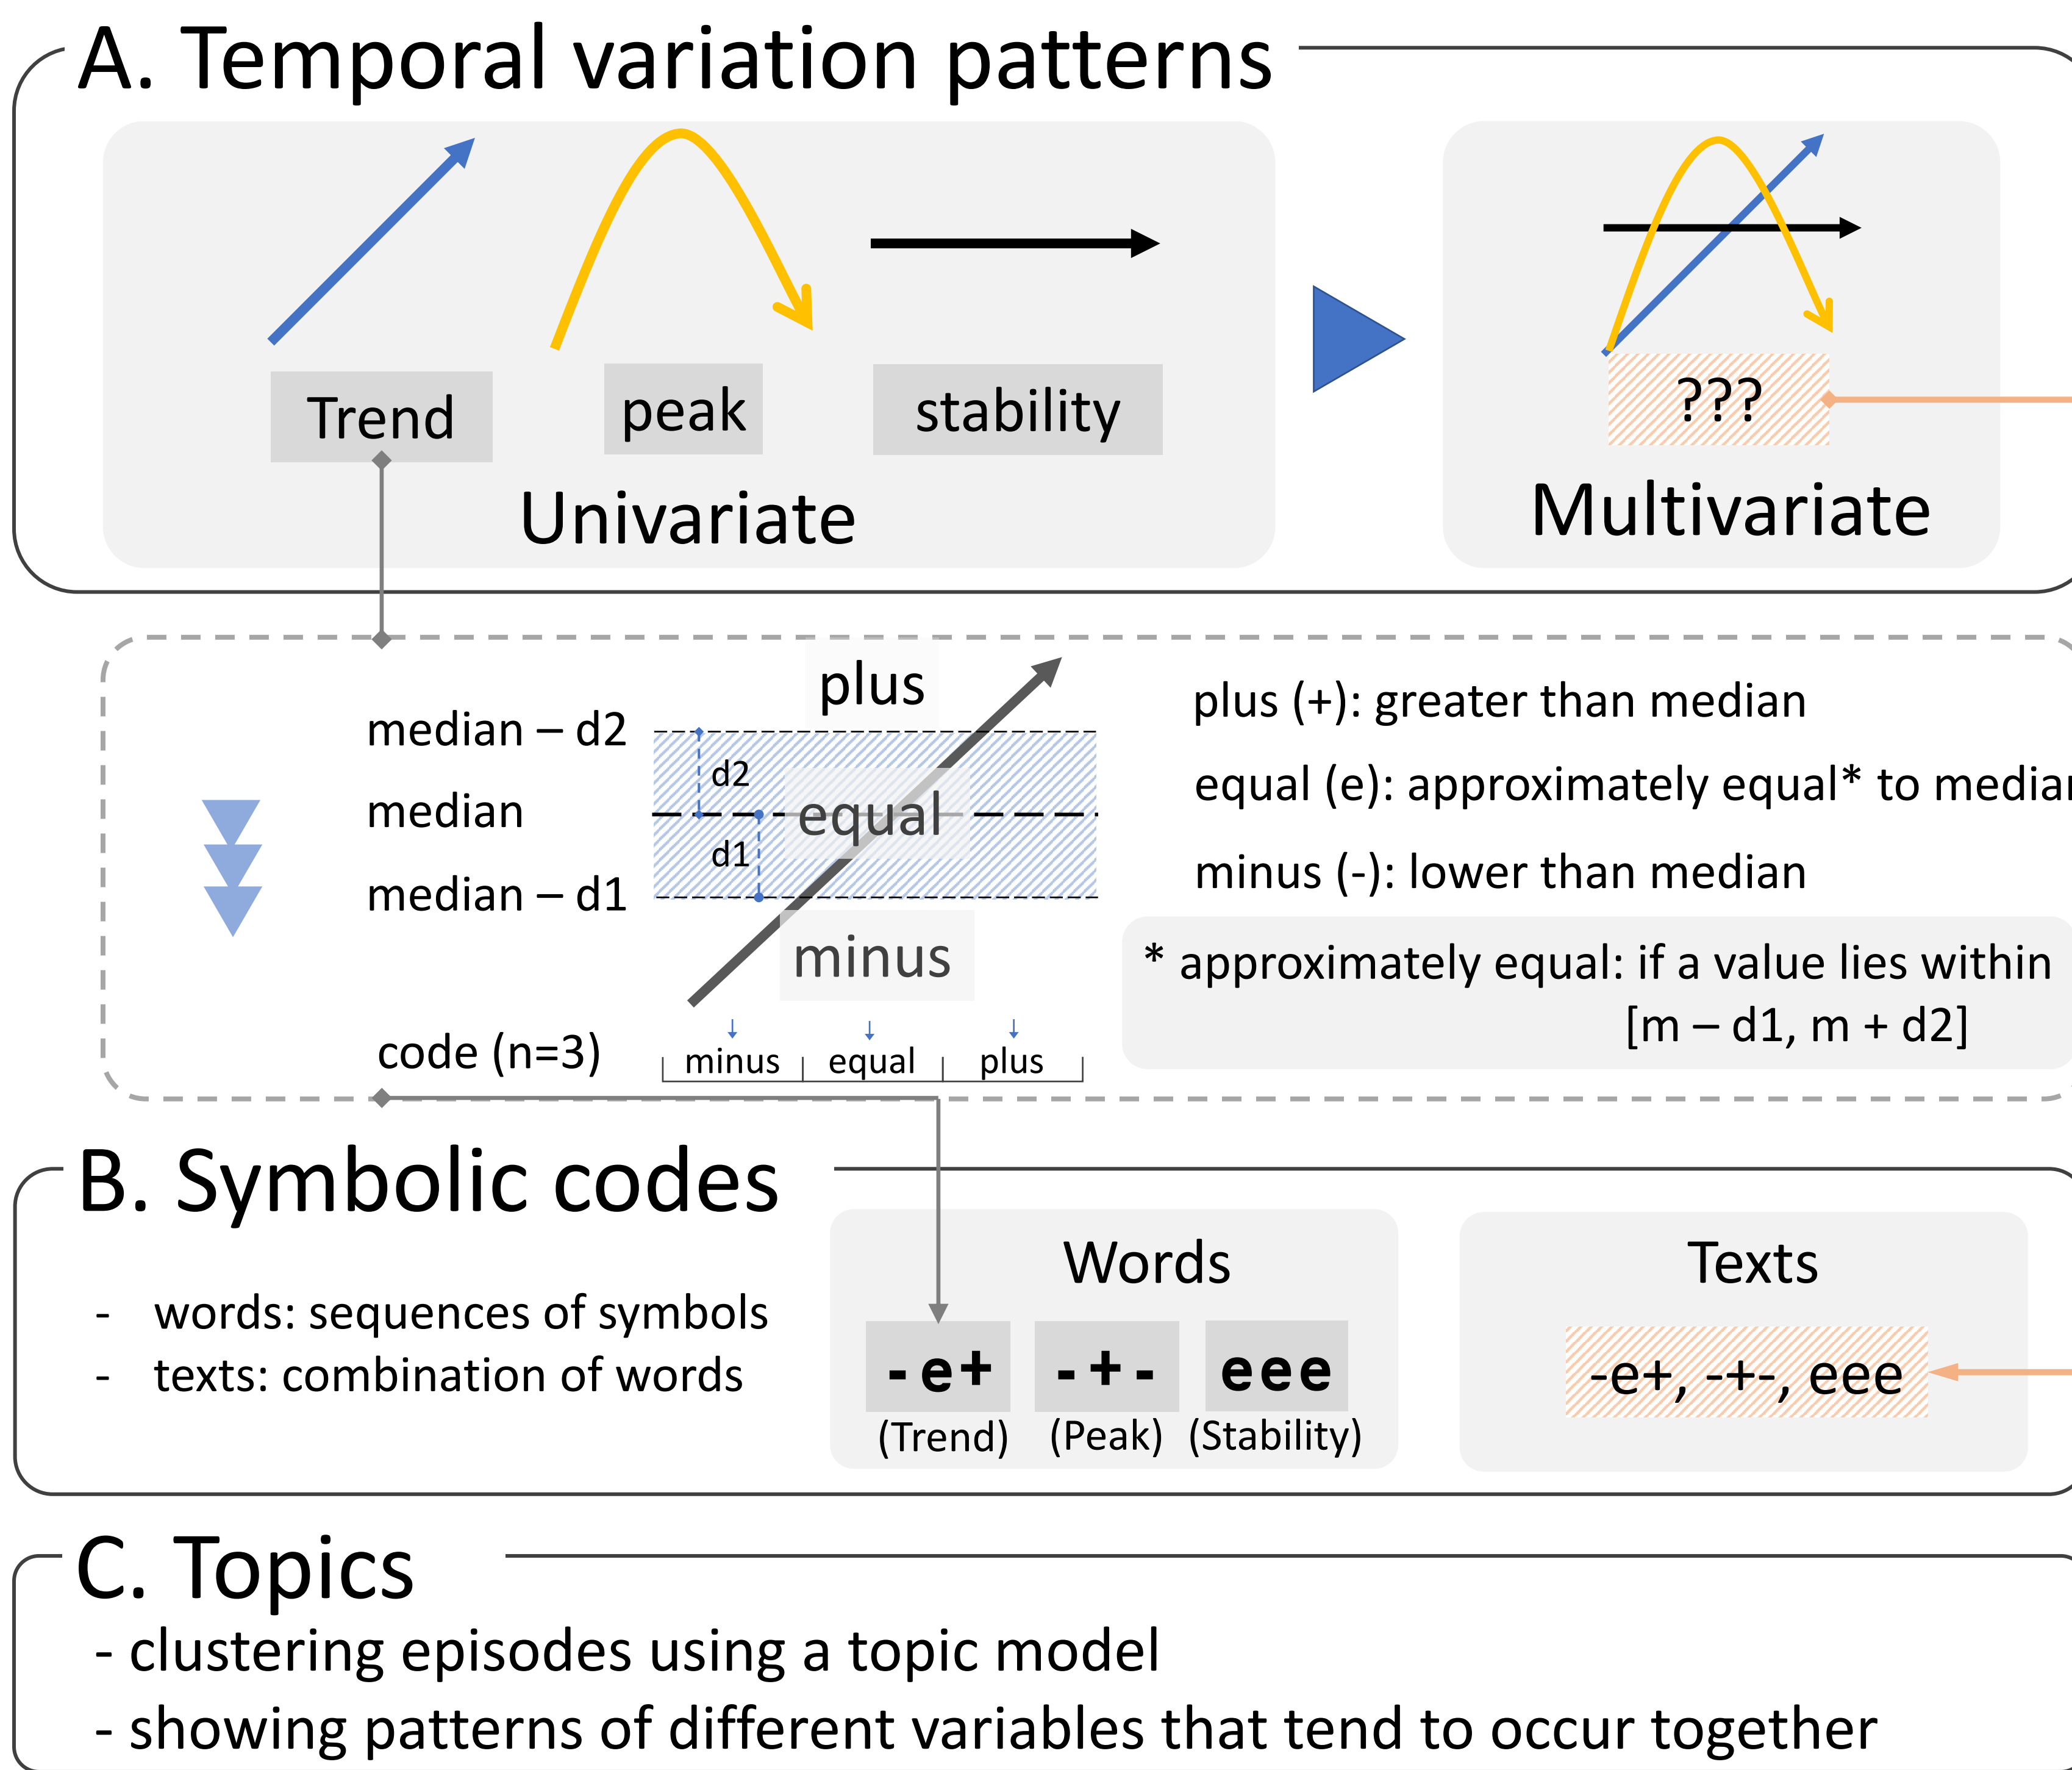 A. Temporal variation patterns
Trend
peak
stability
Univariate
???
Multivariate
plus
median – d2
d2
median
equal
d1
median – d1
minus
code (n=3)
minus
equal
plus
plus (+): greater than median
equal (e): approximately equal* to median
minus (-): lower than median
* approximately equal: if a value lies within
[m – d1, m + d2]
B. Symbolic codes
- words: sequences of symbols
- texts: combination of words
Words
-e+
-+-
eee
(Trend)
(Peak)
(Stability)
Texts
-e+, -+-, eee
C. Topics
- clustering episodes using a topic model
- showing patterns of different variables that tend to occur together